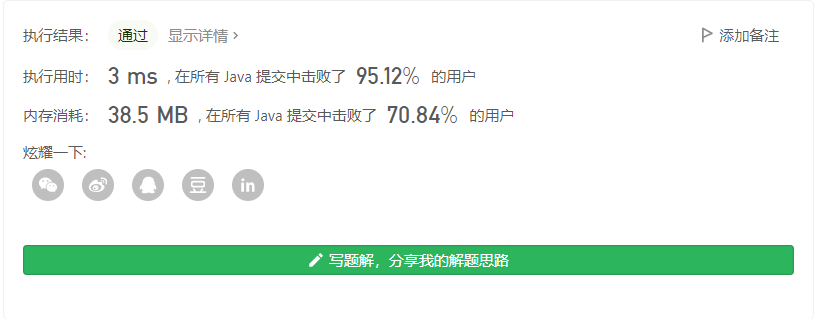 执行结果： 通过 显示详情 › 添加备注
执行用时： 3 ms , 在所有 Java 提交中击败了 95.12% 的用户
内存消耗： 38.5 MB , 在所有 Java 提交中击败了 70.84% 的用户
炫耀一下:
豆 in
写题解，分享我的解题思路